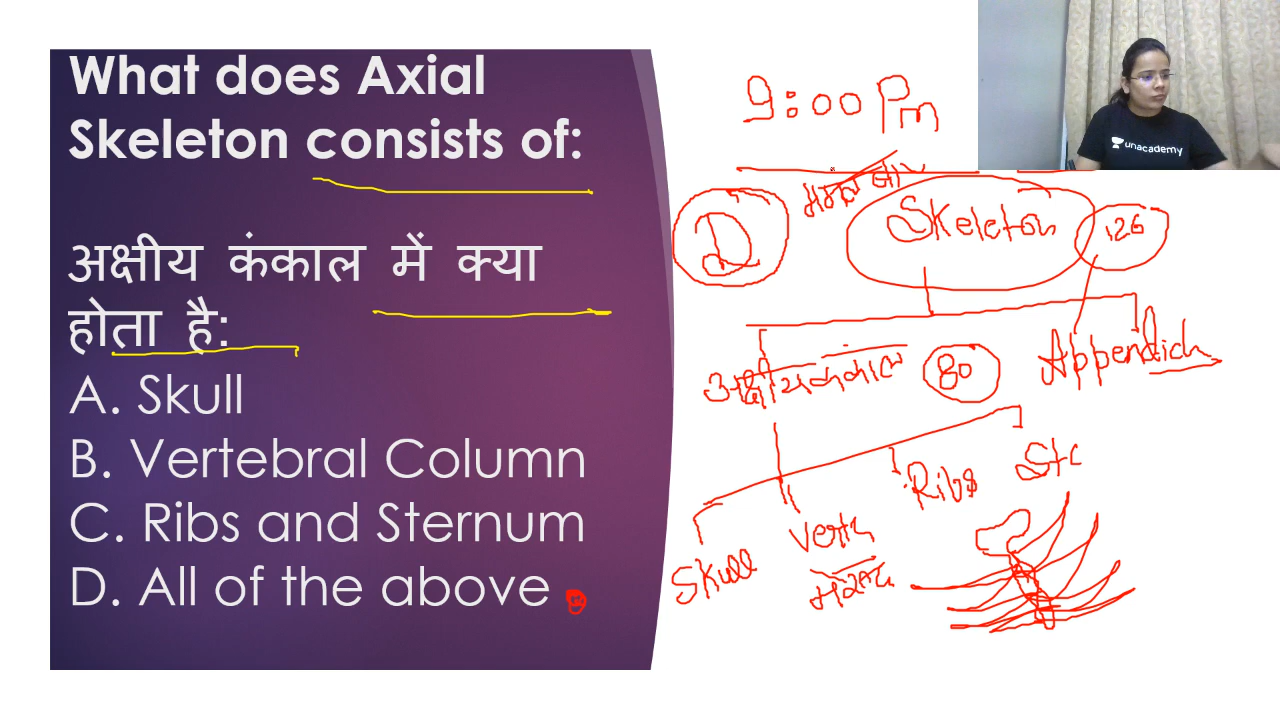 What does Axial
Skeleton consists of:
अक्षीय कंकाल में क्या
होता है:
A. Skull
B. Vertebral Column
C. Ribs and Sternum
D. All of the above
9:00 Pm
unacademy
D
Skeleton
126
80
Appendich
Ribs
Skull